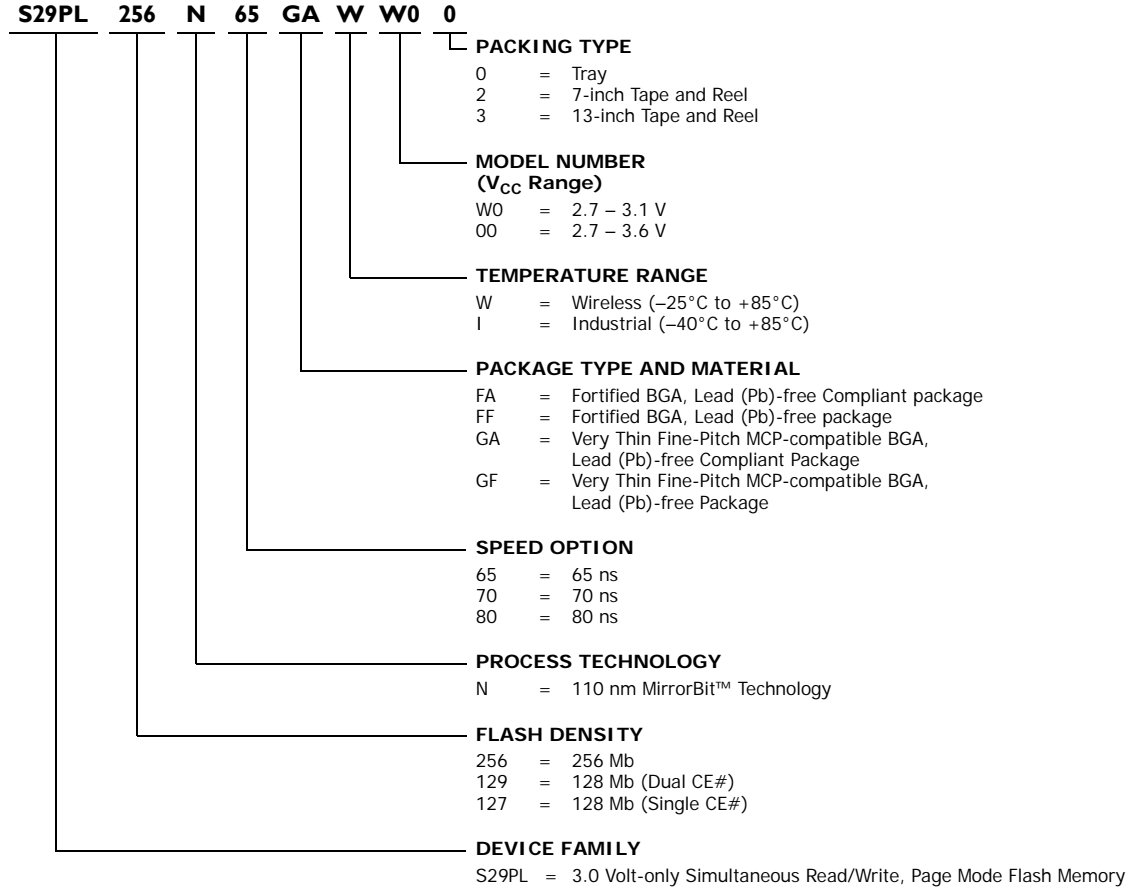 S29PL 256 N 65 GA W W0 0
PACKING TYPE
0 = Tray
2 = 7-inch Tape and Reel
3 = 13-inch Tape and Reel
MODEL NUMBER
(VCC Range)
W0 = 2.7 – 3.1 V
00 = 2.7 – 3.6 V
TEMPERATURE RANGE
W = Wireless (–25°C to +85°C)
I = Industrial (–40°C to +85°C)
PACKAGE TYPE AND MATERIAL
FA = Fortified BGA, Lead (Pb)-free Compliant package
FF = Fortified BGA, Lead (Pb)-free package
GA = Very Thin Fine-Pitch MCP-compatible BGA,
Lead (Pb)-free Compliant Package
GF = Very Thin Fine-Pitch MCP-compatible BGA,
Lead (Pb)-free Package
SPEED OPTION
65 = 65 ns
70 = 70 ns
80 = 80 ns
PROCESS TECHNOLOGY
N = 110 nm MirrorBit™ Technology
FLASH DENSITY
256 = 256 Mb
129 = 128 Mb (Dual CE#)
127 = 128 Mb (Single CE#)
DEVICE FAMILY
S29PL = 3.0 Volt-only Simultaneous Read/Write, Page Mode Flash Memory